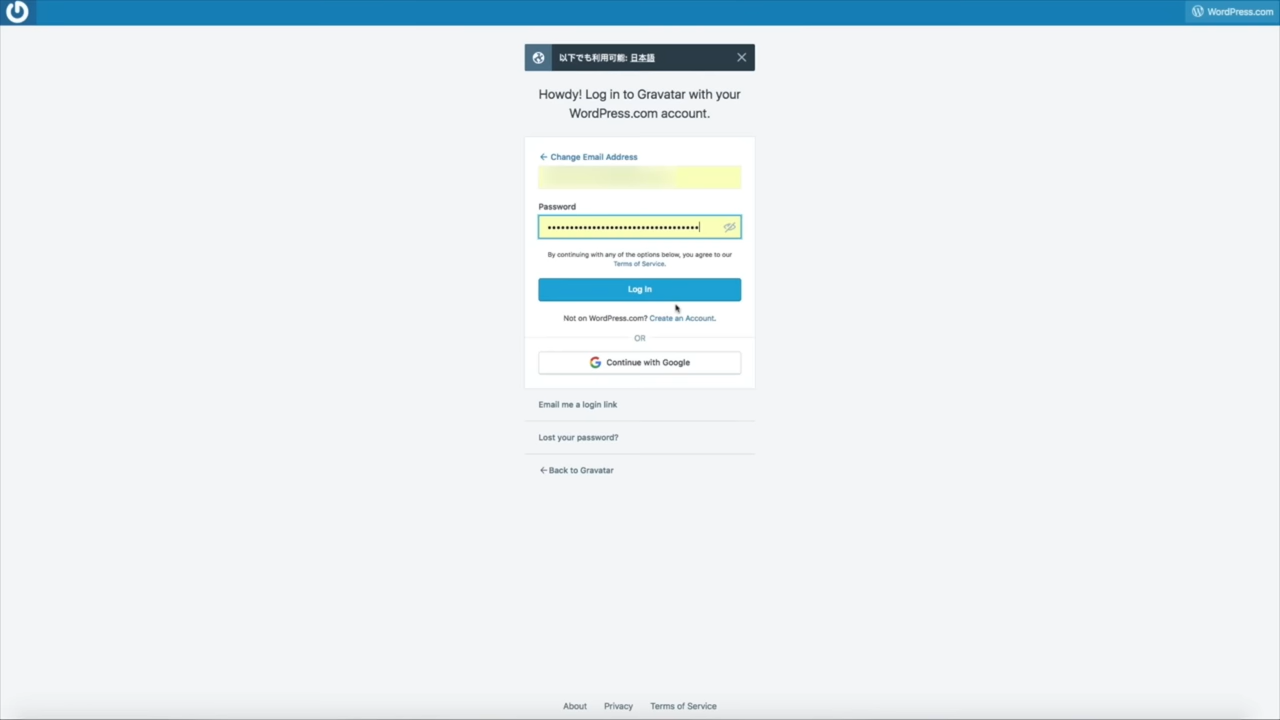 WordPress.com
以下でも利用可能: 日本語
Howdy! Log in to Gravatar with your
WordPress.com account.
← Change Email Address
Password
By continuing with any of the options below, you agree to our
Terms of Service.
Log In
Not on WordPress.com? Create an Account.
OR
Continue with Google
Email me a login link
Lost your password?
← Back to Gravatar
About Privacy Terms of Service